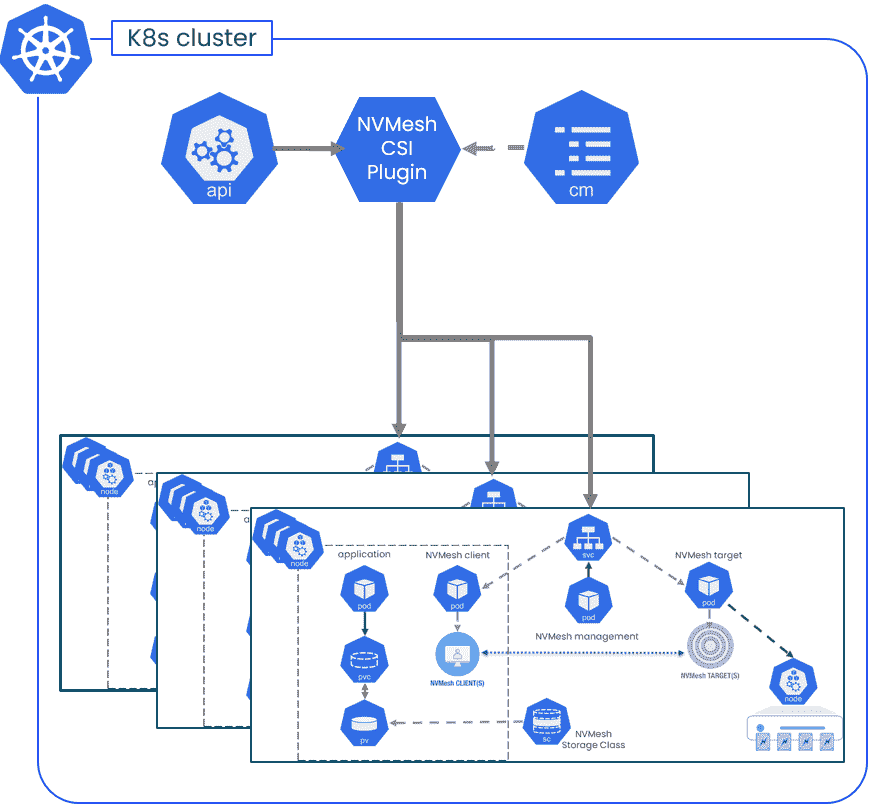 K8s cluster
NVMesh
CSI
Plugin
api
cm
node
node
node
application
NVMesh client
svc
NVMesh target
pod
pod
pod
pod
NVMesh management
pvc
NVMesh CLIENT(S)
NVMesh TARGET(S)
node
pv
sc
NVMesh
Storage Class